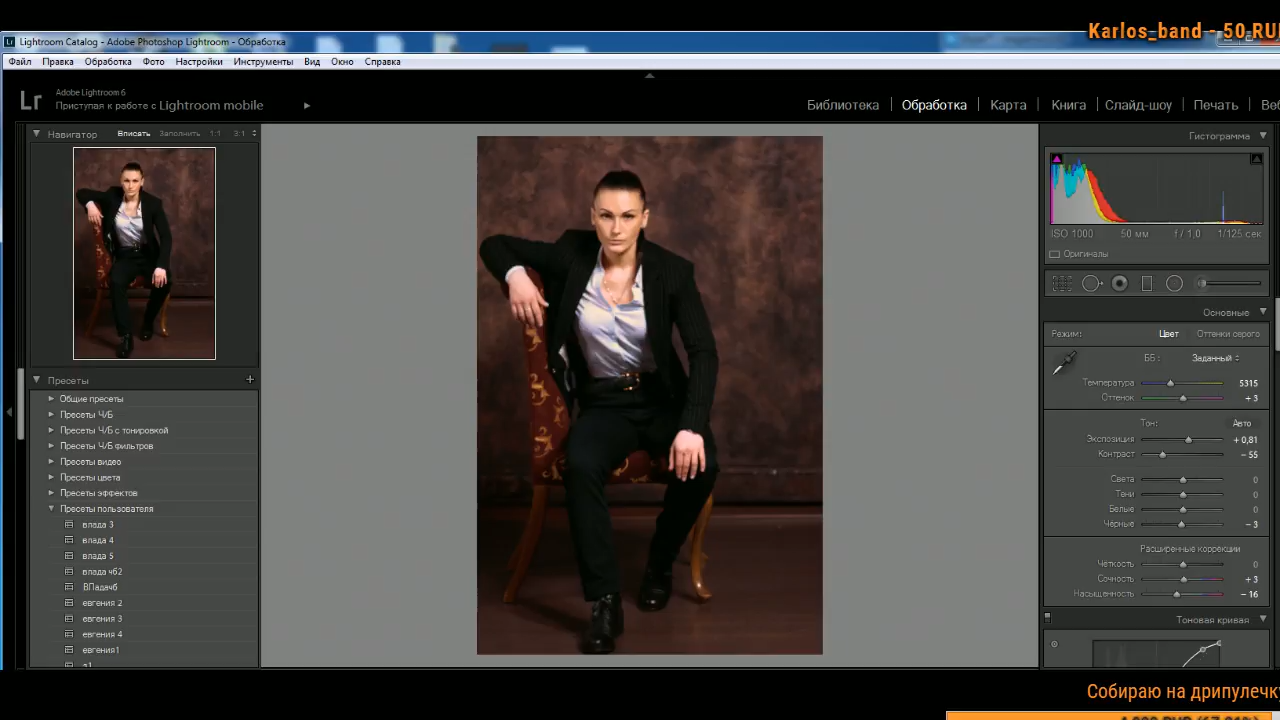 Karlos_band - 50 RU
Lightroom Catalog - Adobe Photoshop Lightroom - Обработка
Файл Правка Обработка Фото Настройки Инструменты Вид Окно Справка
Lr
Adobe Lightroom 6
Приступая к работе с Lightroom mobile
Библиотека Обработка Карта Книга Слайд-шоу Печать Ве
Навигатор Вписать Заполнить 1:1 3:1
Гистограмма
ISO 1000 50 мм f / 1,0 1/125 сек
Оригиналы
Основные
Режим: Цвет Оттенки серого
ББ: Заданный
Температура 5315
Оттенок + 3
Тон: Авто
Экспозиция + 0,81
Контраст - 55
Света 0
Тени 0
Белые 0
Чёрные - 3
Расширенные коррекции
Чёткость 0
Сочность + 3
Насыщенность - 16
Тоновая кривая
Пресеты
Общие пресеты
Пресеты Ч/Б
Пресеты Ч/Б с тонировкой
Пресеты Ч/Б фильтров
Пресеты видео
Пресеты цвета
Пресеты эффектов
Пресеты пользователя
влада 3
влада 4
влада 5
влада чб2
ВПадачб
евгения 2
евгения 3
евгения 4
евгения1
Собираю на дрипулечку